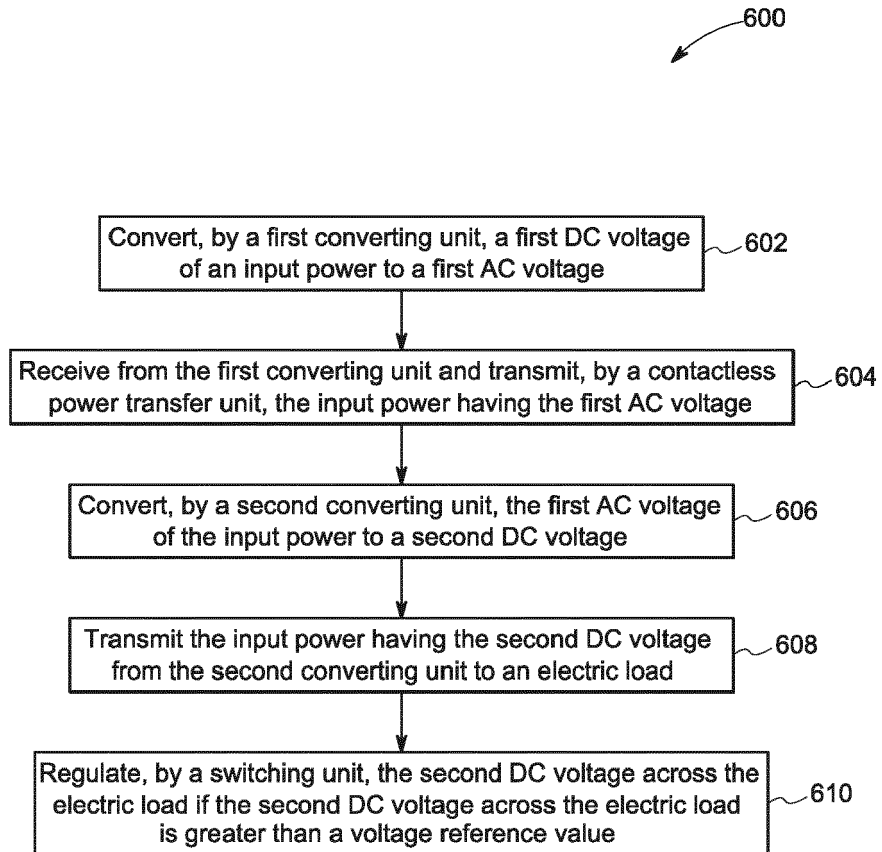 600
Convert, by a first converting unit, a first DC voltage
of an input power to a first AC voltage
602
Receive from the first converting unit and transmit, by a contactless
power transfer unit, the input power having the first AC voltage
604
Convert, by a second converting unit, the first AC voltage
of the input power to a second DC voltage
606
Transmit the input power having the second DC voltage
from the second converting unit to an electric load
608
Regulate, by a switching unit, the second DC voltage across the
electric load if the second DC voltage across the electric load
is greater than a voltage reference value
610